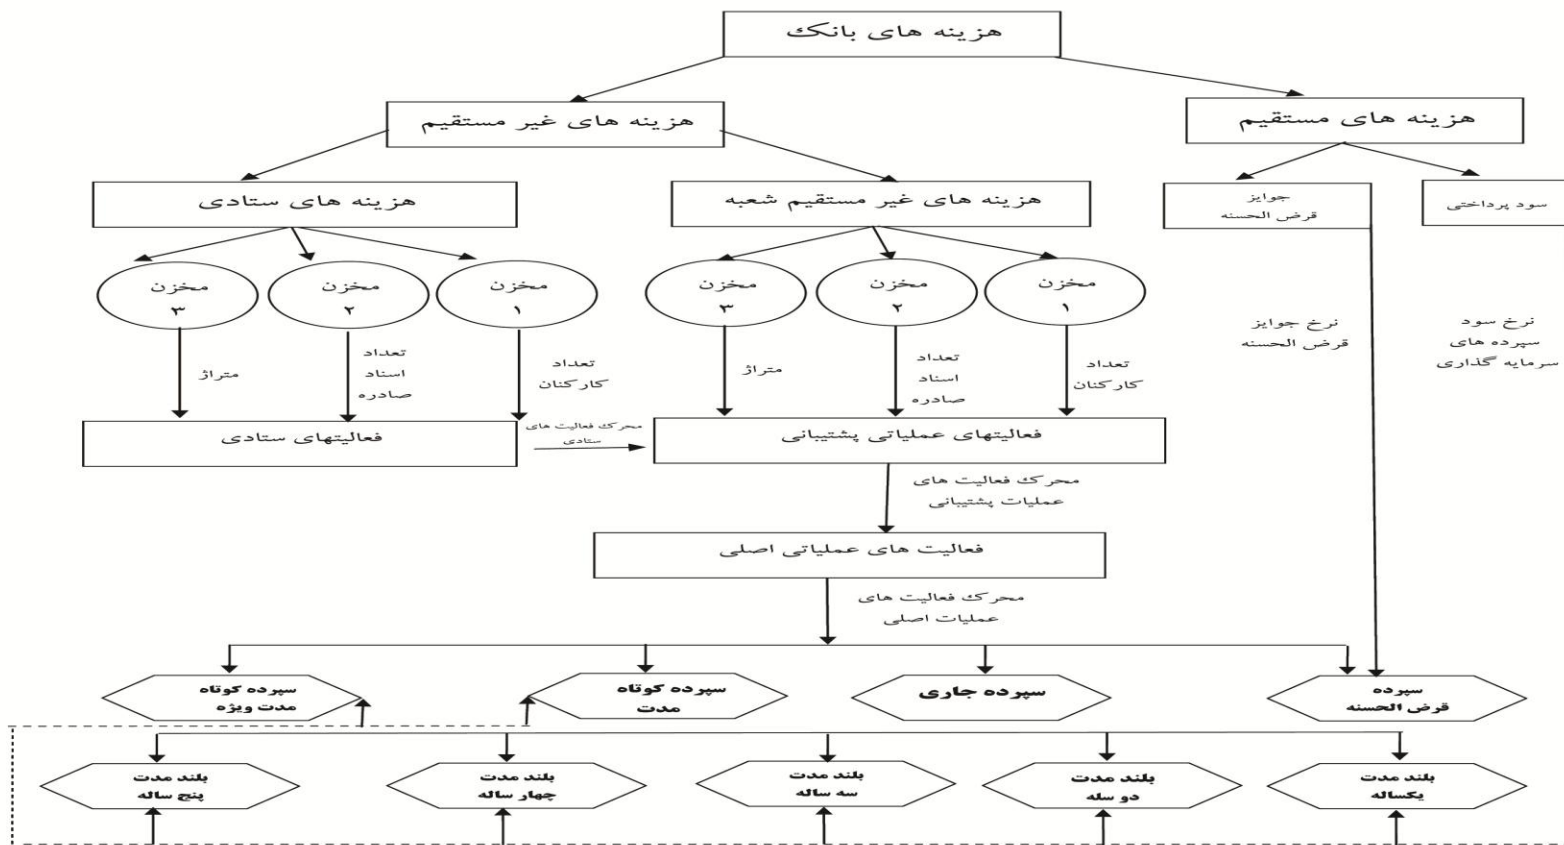 هزینه های بانک
هزینه های مستقیم
هزینه های غیر مستقیم
سود پرداختی
جوایز
قرض الحسنه
هزینه های غیر مستقیم شعبه
هزینه های ستادی
مخزن
۱
مخزن
۲
مخزن
۳
مخزن
۱
مخزن
۲
مخزن
۳
نرخ سود
سپرده های
سرمایه گذاری
نرخ جوایز
قرض الحسنه
تعداد
کارکنان
تعداد
اسناد
صادره
متراژ
تعداد
کارکنان
تعداد
اسناد
صادره
متراژ
فعالیتهای عملیاتی پشتیبانی
محرک فعالیت های
ستادی
فعالیتهای ستادی
محرک فعالیت های
عملیات پشتیبانی
فعالیت های عملیاتی اصلی
محرک فعالیت های
عملیات اصلی
سپرده
قرض الحسنه
سپرده جاری
سپرده کوتاه
مدت
سپرده کوتاه
مدت ویژه
بلند مدت
یکساله
بلند مدت
دو سله
بلند مدت
سه ساله
بلند مدت
چهار ساله
بلند مدت
پنج ساله